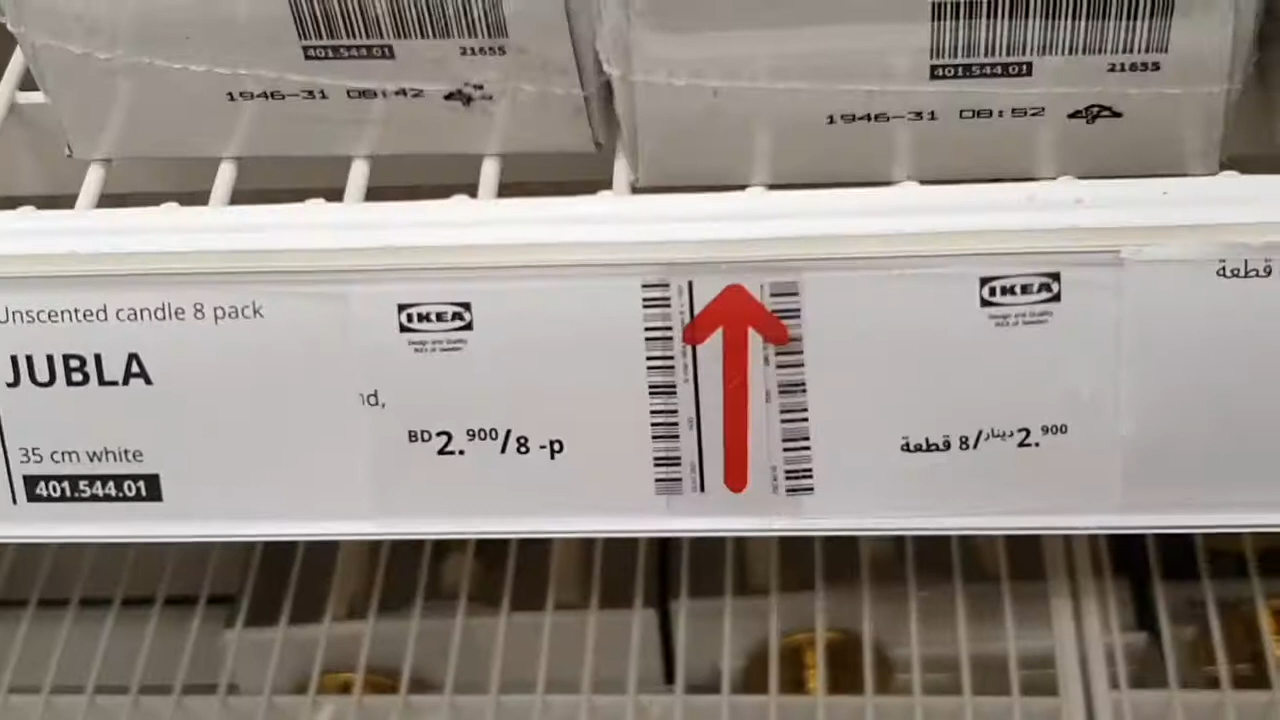 401.544.01 21655
1946-31 08:42
401.544.01 21655
1946-31 08:52
Unscented candle 8 pack
JUBLA
35 cm white
401.544.01
IKEA
Design and Quality
IKEA of Sweden
nd,
BD2.900/8 -p
IKEA
Design and Quality
IKEA of Sweden
2.900 دينار/8 قطعة
قطعة